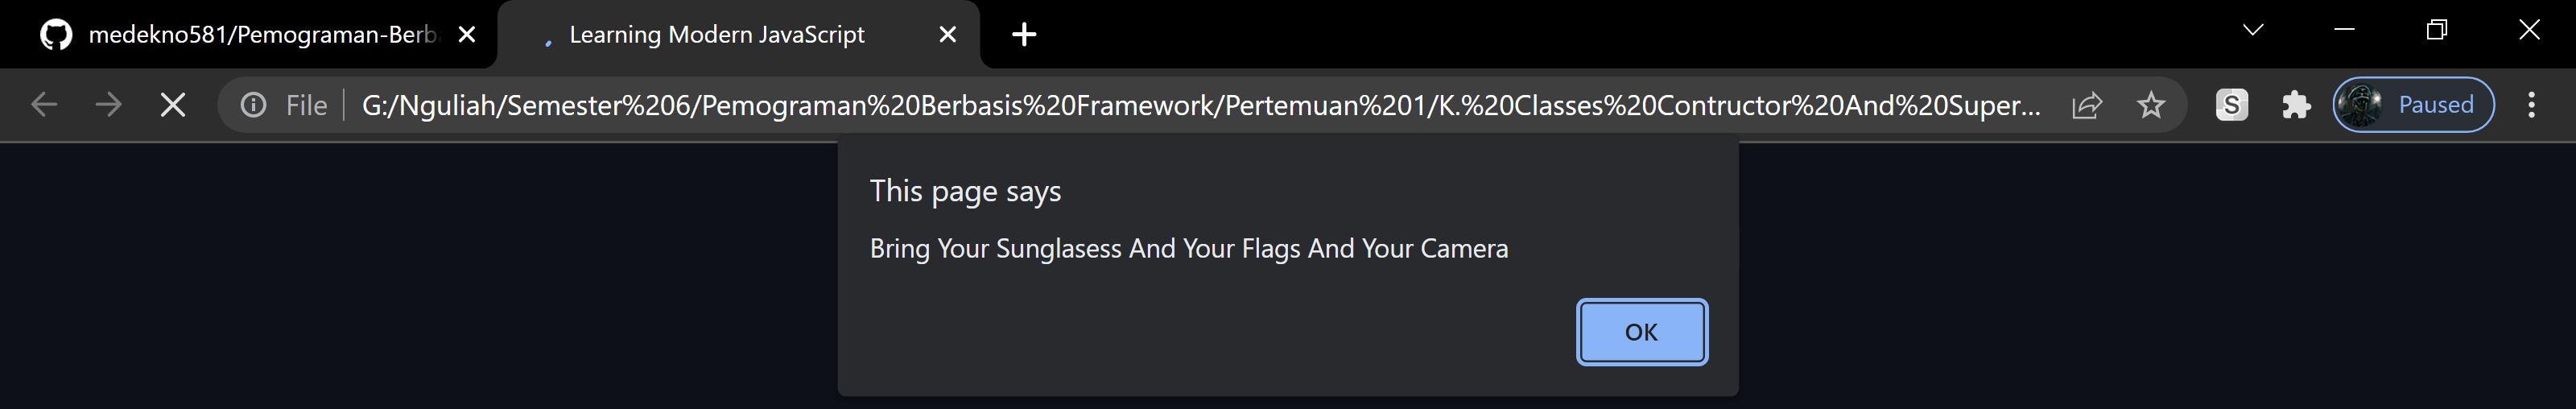 medekno581/Pemograman-Berb
Learning Modern JavaScript
File
G:/Nguliah/Semester%206/Pemograman%20Berbasis%20Framework/Pertemuan%201/K.%20Classes%20Contructor%20And%20Super...
S
Paused
This page says
Bring Your Sunglasess And Your Flags And Your Camera
OK